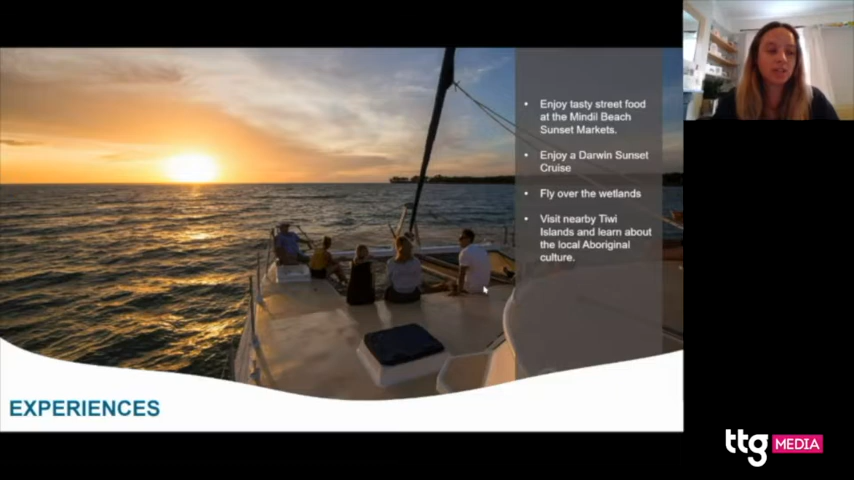 • Enjoy tasty street food
at the Mindil Beach
Sunset Markets.
• Enjoy a Darwin Sunset
Cruise
• Fly over the wetlands
• Visit nearby Tiwi
Islands and learn about
the local Aboriginal
culture.
EXPERIENCES
ttg MEDIA